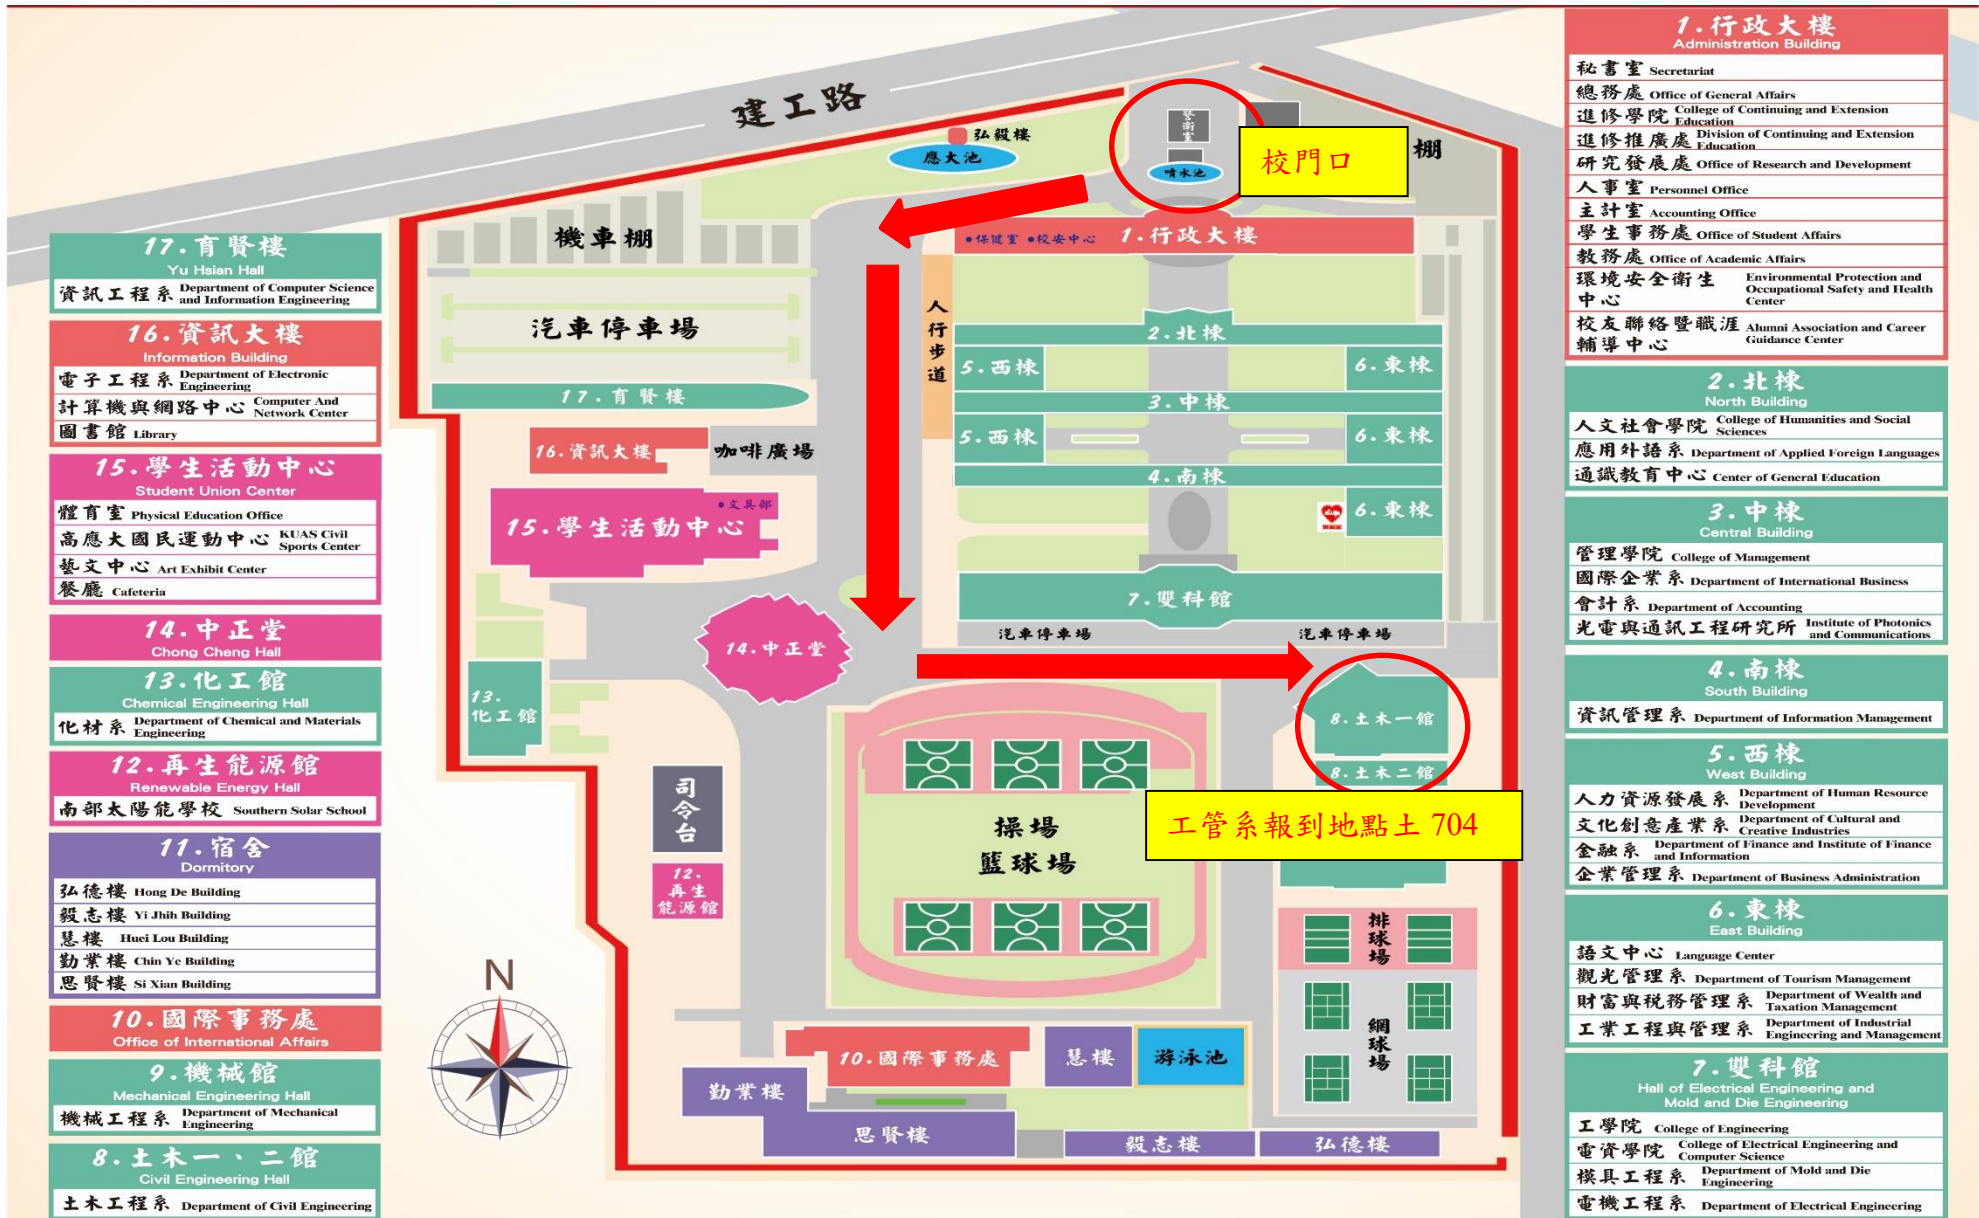 建工路
弘毅樓
應大池
警衛室
噴水池
校門口
棚
機車棚
●保健室 ●校安中心 1.行政大樓
汽車停車場
人行步道
2.北棟
5.西棟
6.東棟
17.育賢樓
3.中棟
16.資訊大樓
咖啡廣場
5.西棟
6.東棟
4.南棟
●文具部
15.學生活動中心
6.東棟
7.雙科館
汽車停車場
汽車停車場
14.中正堂
13.
化工館
8.土木一館
8.土木二館
司令台
操場
籃球場
工管系報到地點土 704
12.
再生
能源館
排球場
網球場
N
10.國際事務處
慧樓
游泳池
勤業樓
思賢樓
毅志樓
弘德樓
17.育賢樓
Yu Hsian Hall
資訊工程系 Department of Computer Science and Information Engineering
16.資訊大樓
Information Building
電子工程系 Department of Electronic Engineering
計算機與網路中心 Computer And Network Center
圖書館 Library
15.學生活動中心
Student Union Center
體育室 Physical Education Office
高應大國民運動中心 KUAS Civil Sports Center
藝文中心 Art Exhibit Center
餐廳 Cafeteria
14.中正堂
Chong Cheng Hall
13.化工館
Chemical Engineering Hall
化材系 Department of Chemical and Materials Engineering
12.再生能源館
Renewable Energy Hall
南部太陽能學校 Southern Solar School
11.宿舍
Dormitory
弘德樓 Hong De Building
毅志樓 Yi Jhih Building
慧樓 Huei Lou Building
勤業樓 Chin Ye Building
思賢樓 Si Xian Building
10.國際事務處
Office of International Affairs
9.機械館
Mechanical Engineering Hall
機械工程系 Department of Mechanical Engineering
8.土木一、二館
Civil Engineering Hall
土木工程系 Department of Civil Engineering
1.行政大樓
Administration Building
秘書室 Secretariat
總務處 Office of General Affairs
進修學院 College of Continuing and Extension Education
進修推廣處 Division of Continuing and Extension Education
研究發展處 Office of Research and Development
人事室 Personnel Office
主計室 Accounting Office
學生事務處 Office of Student Affairs
教務處 Office of Academic Affairs
環境安全衛生中心 Environmental Protection and Occupational Safety and Health Center
校友聯絡暨職涯輔導中心 Alumni Association and Career Guidance Center
2.北棟
North Building
人文社會學院 College of Humanities and Social Sciences
應用外語系 Department of Applied Foreign Languages
通識教育中心 Center of General Education
3.中棟
Central Building
管理學院 College of Management
國際企業系 Department of International Business
會計系 Department of Accounting
光電與通訊工程研究所 Institute of Photonics and Communications
4.南棟
South Building
資訊管理系 Department of Information Management
5.西棟
West Building
人力資源發展系 Department of Human Resource Development
文化創意產業系 Department of Cultural and Creative Industries
金融系 Department of Finance and Institute of Finance and Information
企業管理系 Department of Business Administration
6.東棟
East Building
語文中心 Language Center
觀光管理系 Department of Tourism Management
財富與稅務管理系 Department of Wealth and Taxation Management
工業工程與管理系 Department of Industrial Engineering and Management
7.雙科館
Hall of Electrical Engineering and
Mold and Die Engineering
工學院 College of Engineering
電資學院 College of Electrical Engineering and Computer Science
模具工程系 Department of Mold and Die Engineering
電機工程系 Department of Electrical Engineering